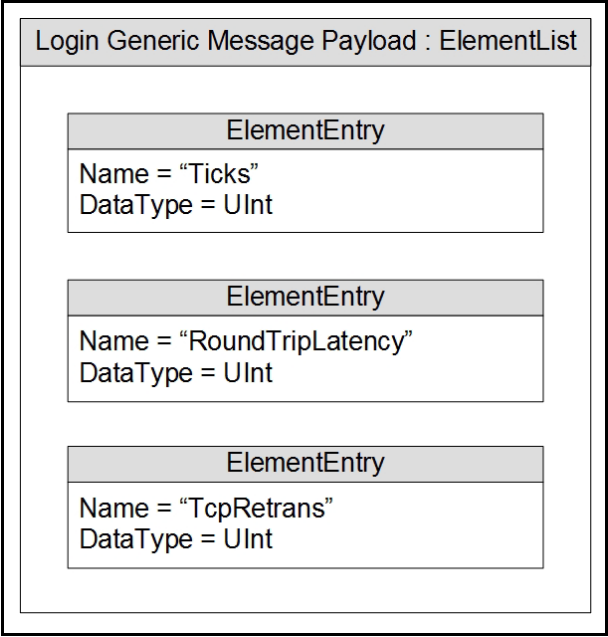 Login Generic Message Payload : ElementList
ElementEntry
Name = “Ticks”
DataType = UInt
ElementEntry
Name = “RoundTripLatency”
DataType = UInt
ElementEntry
Name = “TcpRetrans”
DataType = UInt